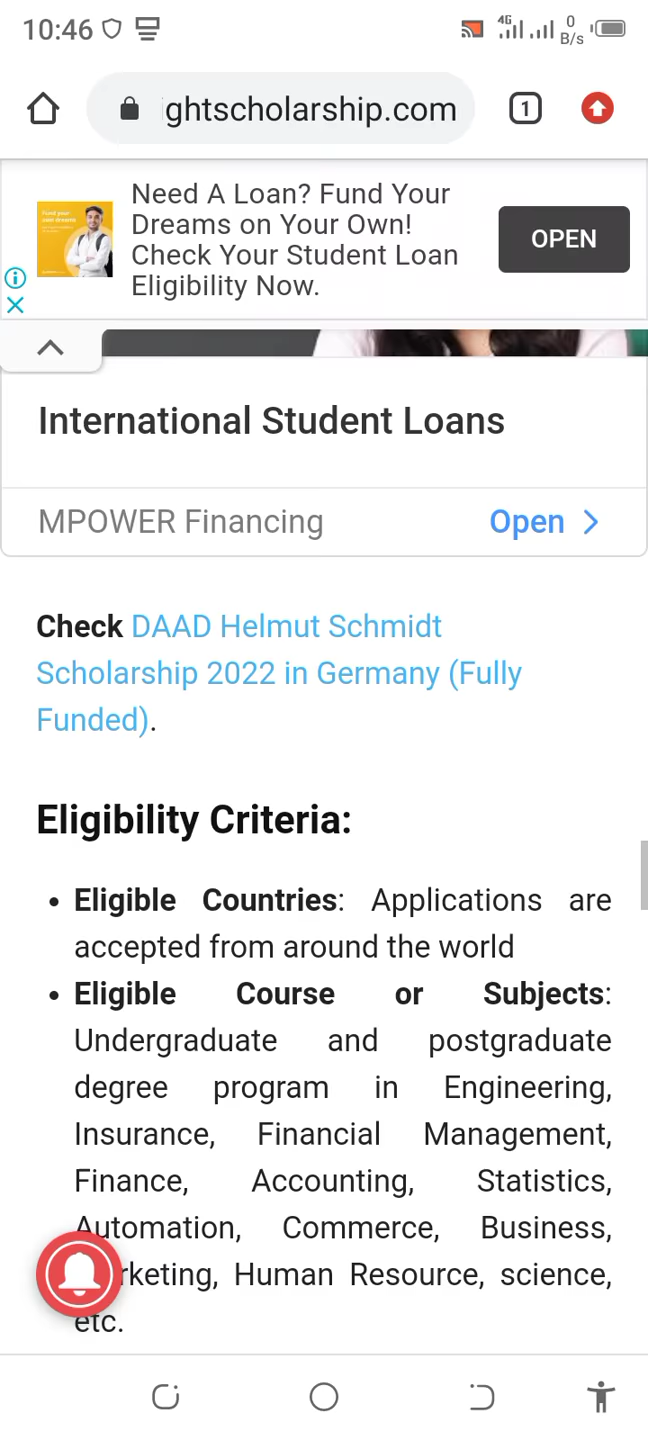 10:46
4G
0
B/s
ghtscholarship.com
1
Need A Loan? Fund Your
Dreams on Your Own!
Check Your Student Loan
Eligibility Now.
OPEN
International Student Loans
MPOWER Financing
Open
Check DAAD Helmut Schmidt
Scholarship 2022 in Germany (Fully
Funded).
Eligibility Criteria:
• Eligible Countries: Applications are
accepted from around the world
• Eligible Course or Subjects:
Undergraduate and postgraduate
degree program in Engineering,
Insurance, Financial Management,
Finance, Accounting, Statistics,
Automation, Commerce, Business,
rketing, Human Resource, science,
etc.